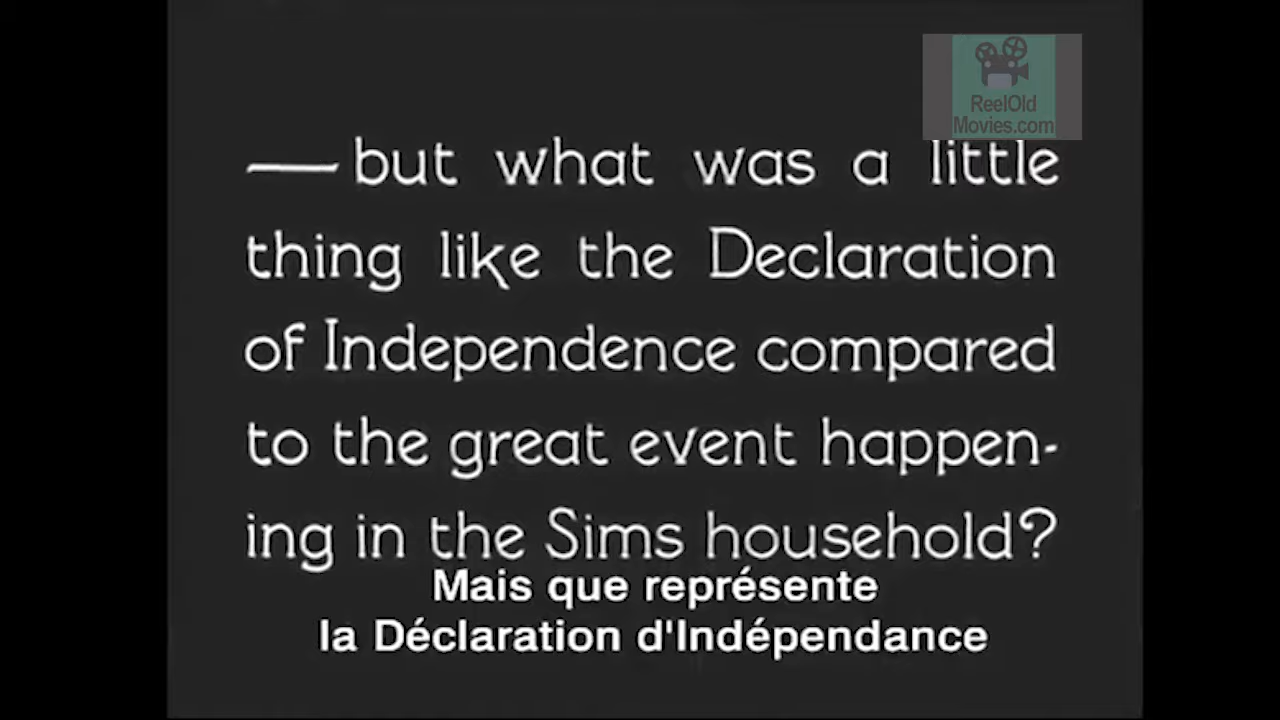 ReelOld
Movies.com
— but what was a little
thing like the Declaration
of Independence compared
to the great event happen-
ing in the Sims household?
Mais que représente
la Déclaration d'Indépendance